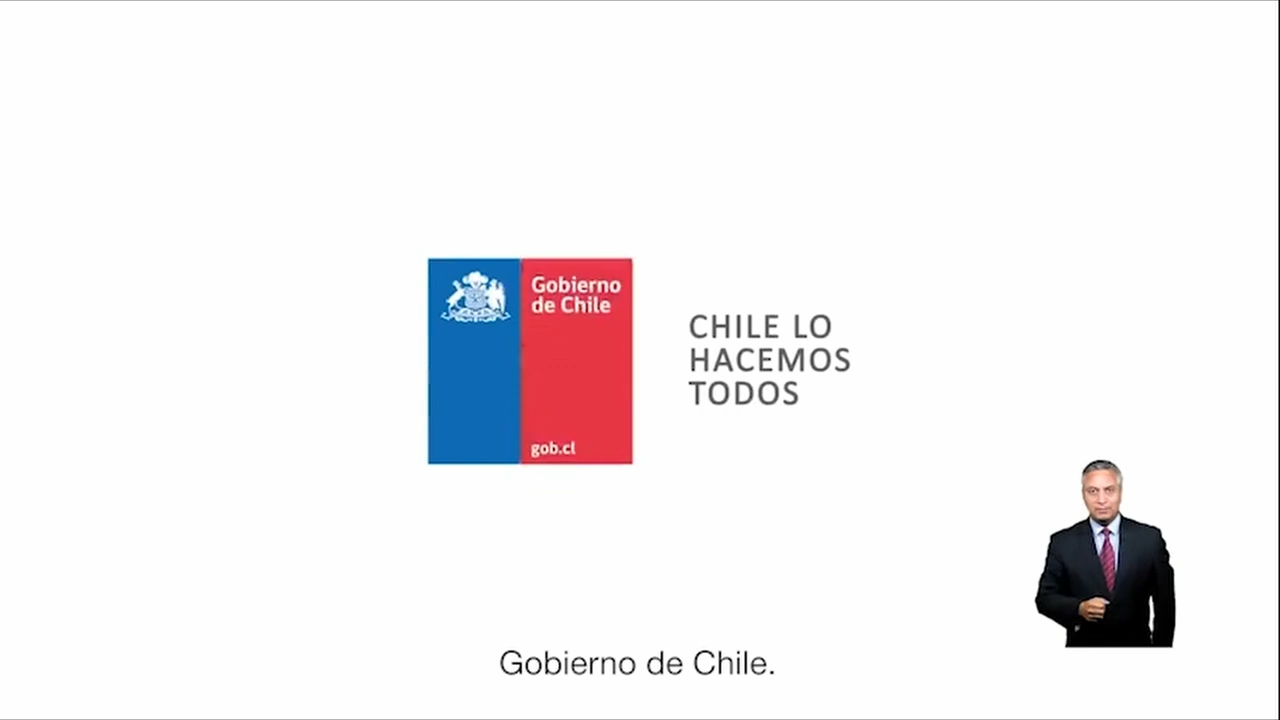 Gobierno
de Chile
gob.cl
CHILE LO
HACEMOS
TODOS
Gobierno de Chile.